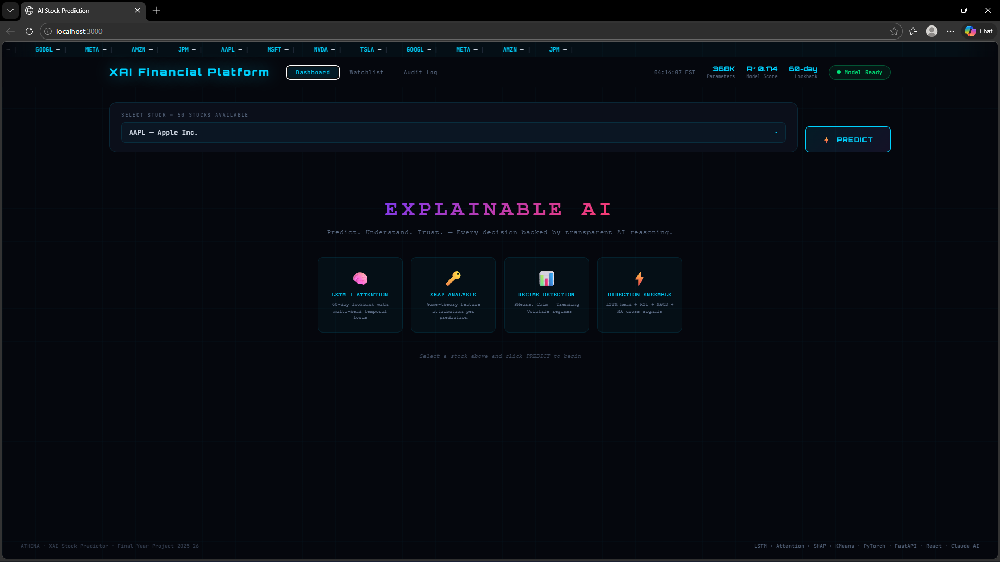 AI Stock Prediction
localhost:3000
Chat
GOOGL — | META — | AMZN — | JPM — | AAPL — | MSFT — | NVDA — | TSLA — | GOOGL — | META — | AMZN — | JPM — |
XAI Financial Platform
Dashboard
Watchlist
Audit Log
04:14:07 EST
368K
Parameters
R² 0.174
Model Score
60-day
Lookback
Model Ready
SELECT STOCK — 50 STOCKS AVAILABLE
AAPL — Apple Inc.
PREDICT
EXPLAINABLE AI
Predict. Understand. Trust. — Every decision backed by transparent AI reasoning.
LSTM + ATTENTION
60-day lookback with
multi-head temporal
focus
SHAP ANALYSIS
Game-theory feature
attribution per
prediction
REGIME DETECTION
KMeans: Calm · Trending
· Volatile regimes
DIRECTION ENSEMBLE
LSTM head + RSI + MACD +
MA cross signals
Select a stock above and click PREDICT to begin
ATHENA · XAI Stock Predictor · Final Year Project 2025-26
LSTM + Attention + SHAP + KMeans · PyTorch · FastAPI · React · Claude AI